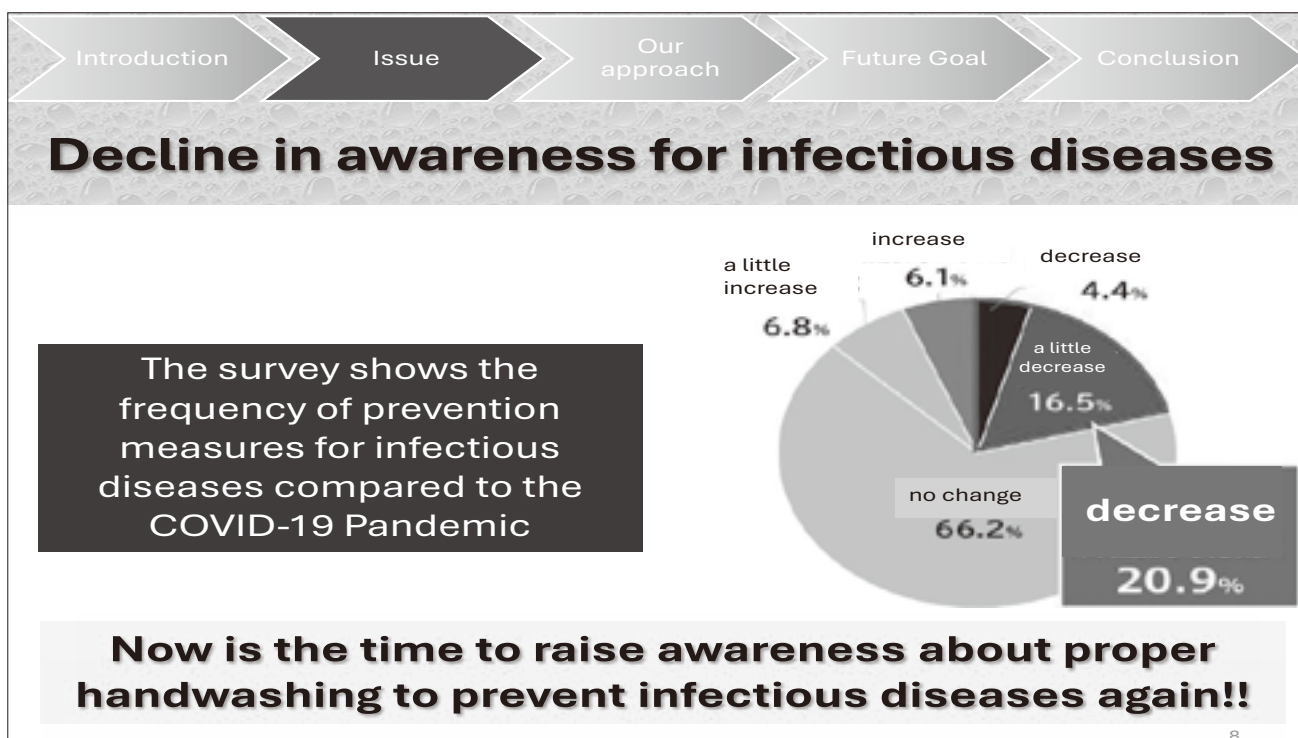 Introduction
Issue
Our
approach
Future Goal
Conclusion
Decline in awareness for infectious diseases
The survey shows the
frequency of prevention
measures for infectious
diseases compared to the
COVID-19 Pandemic
increase
6.1%
a little
increase
6.8%
decrease
4.4%
a little
decrease
16.5%
no change
66.2%
decrease
20.9%
Now is the time to raise awareness about proper
handwashing to prevent infectious diseases again!!
8